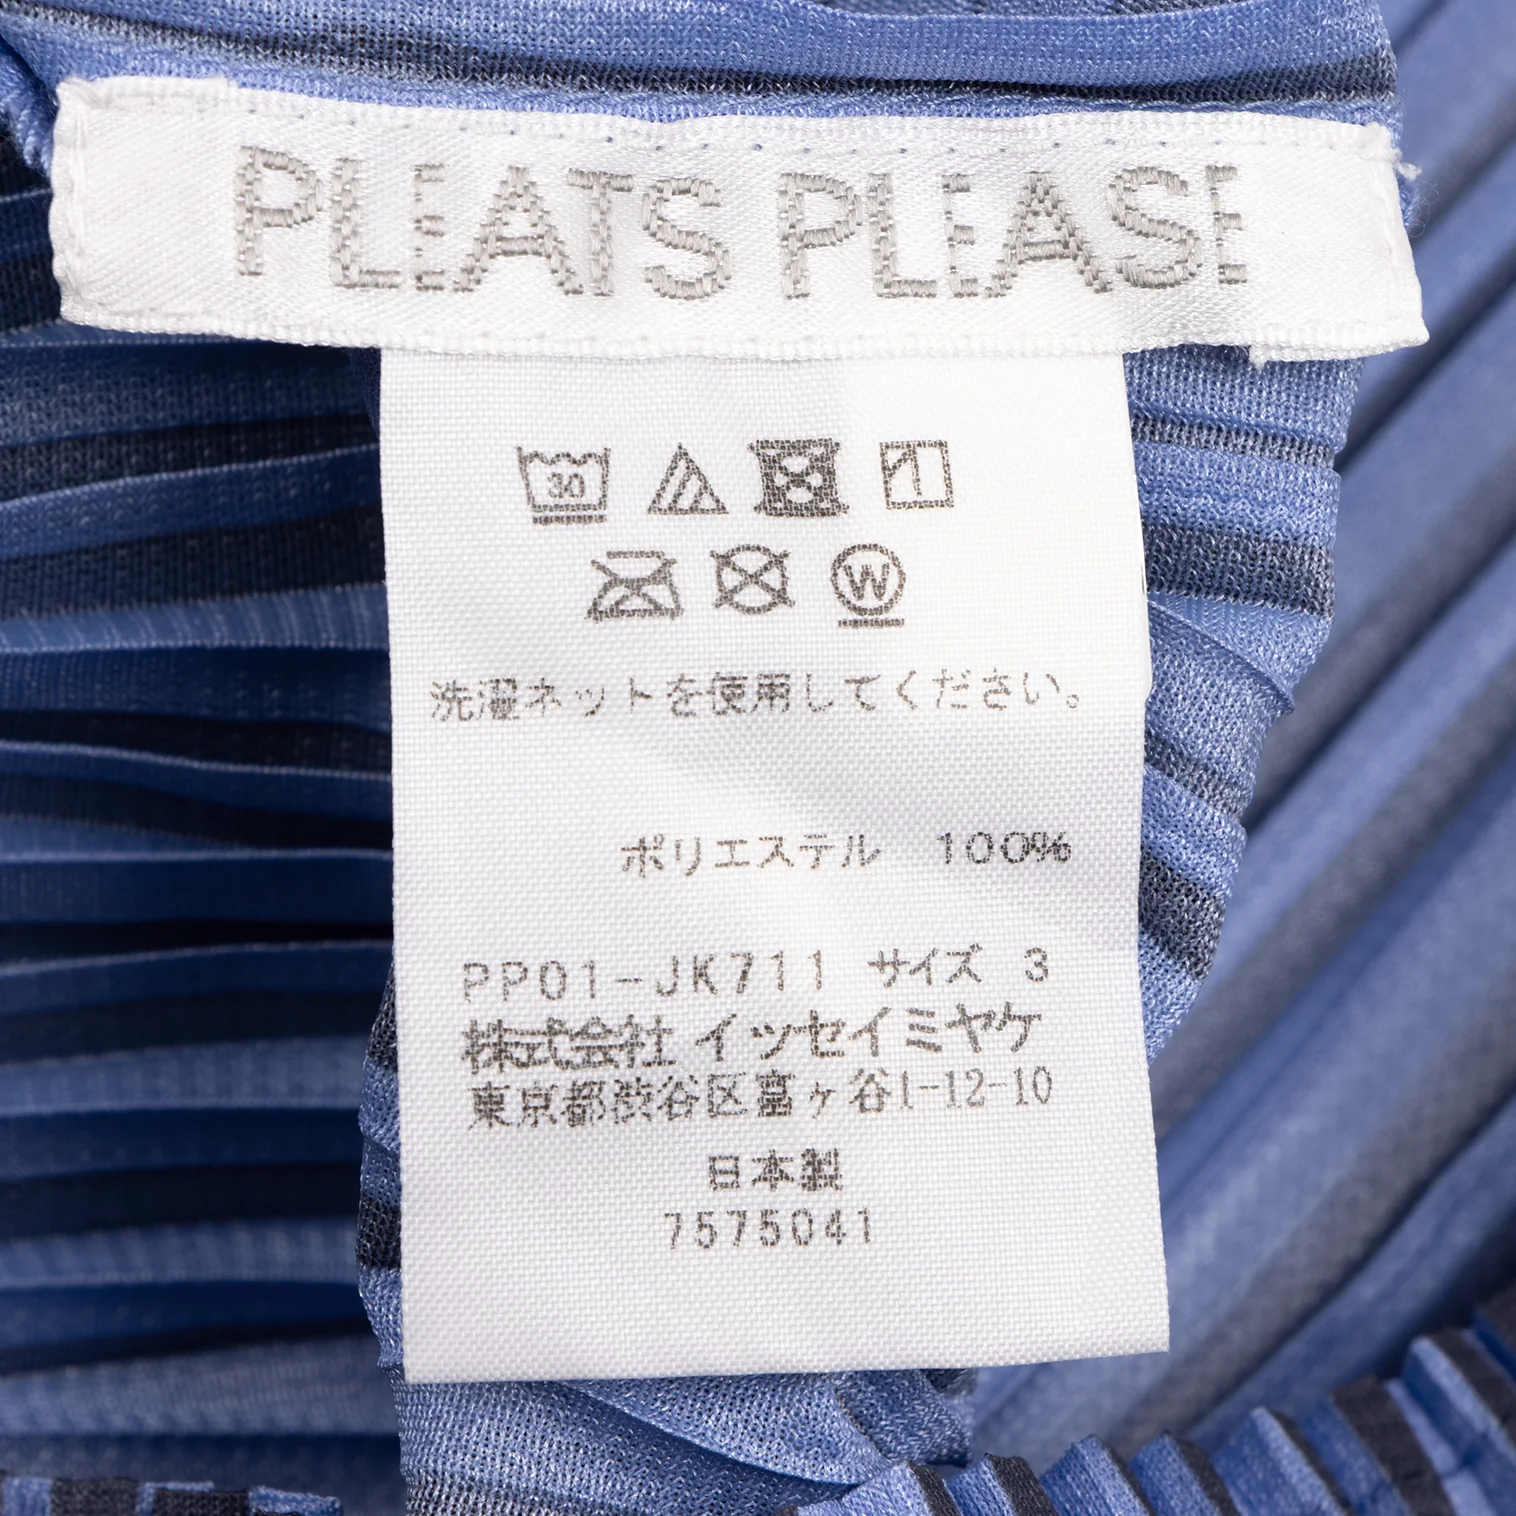 PLEATS PLEASE
30
W
洗濯ネットを使用してください。
ポリエステル 100%
PP01-JK711 サイズ 3
株式会社 イッセイミヤケ
東京都渋谷区富ヶ谷1-12-10
日本製
7575041